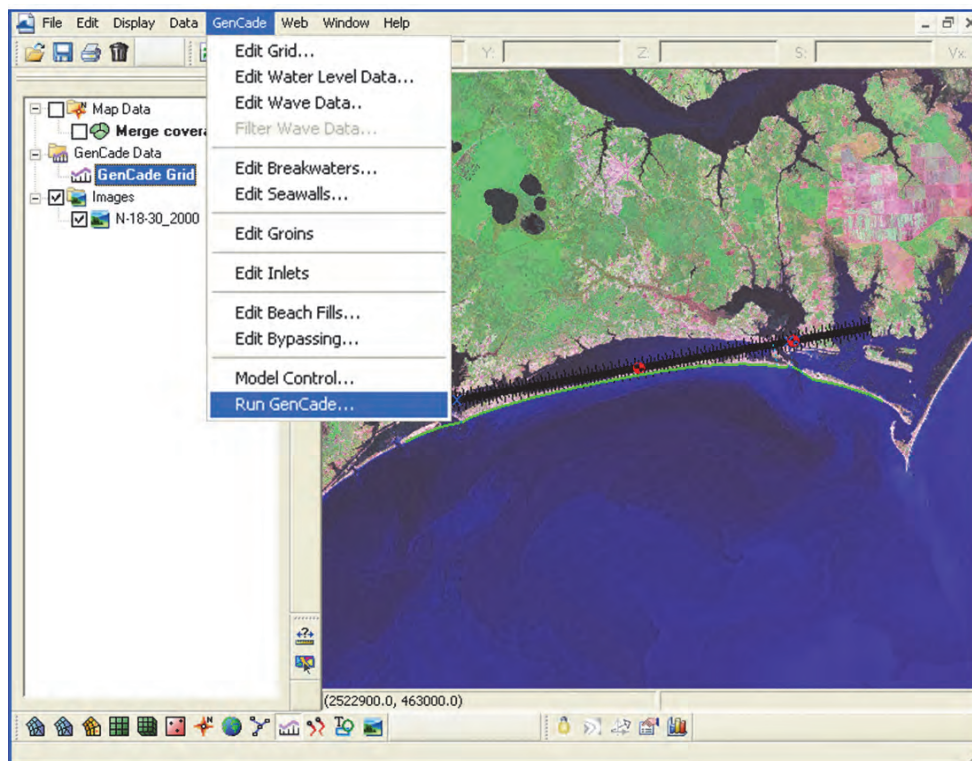 File Edit Display Data GenCade Web Window Help
Y: Z: S: Vx
Map Data
Merge covera
GenCade Data
GenCade Grid
Images
N-18-30_2000
Edit Grid...
Edit Water Level Data...
Edit Wave Data..
Filter Wave Data...
Edit Breakwaters...
Edit Seawalls...
Edit Groins
Edit Inlets
Edit Beach Fills...
Edit Bypassing...
Model Control...
Run GenCade...
(2522900.0, 463000.0)